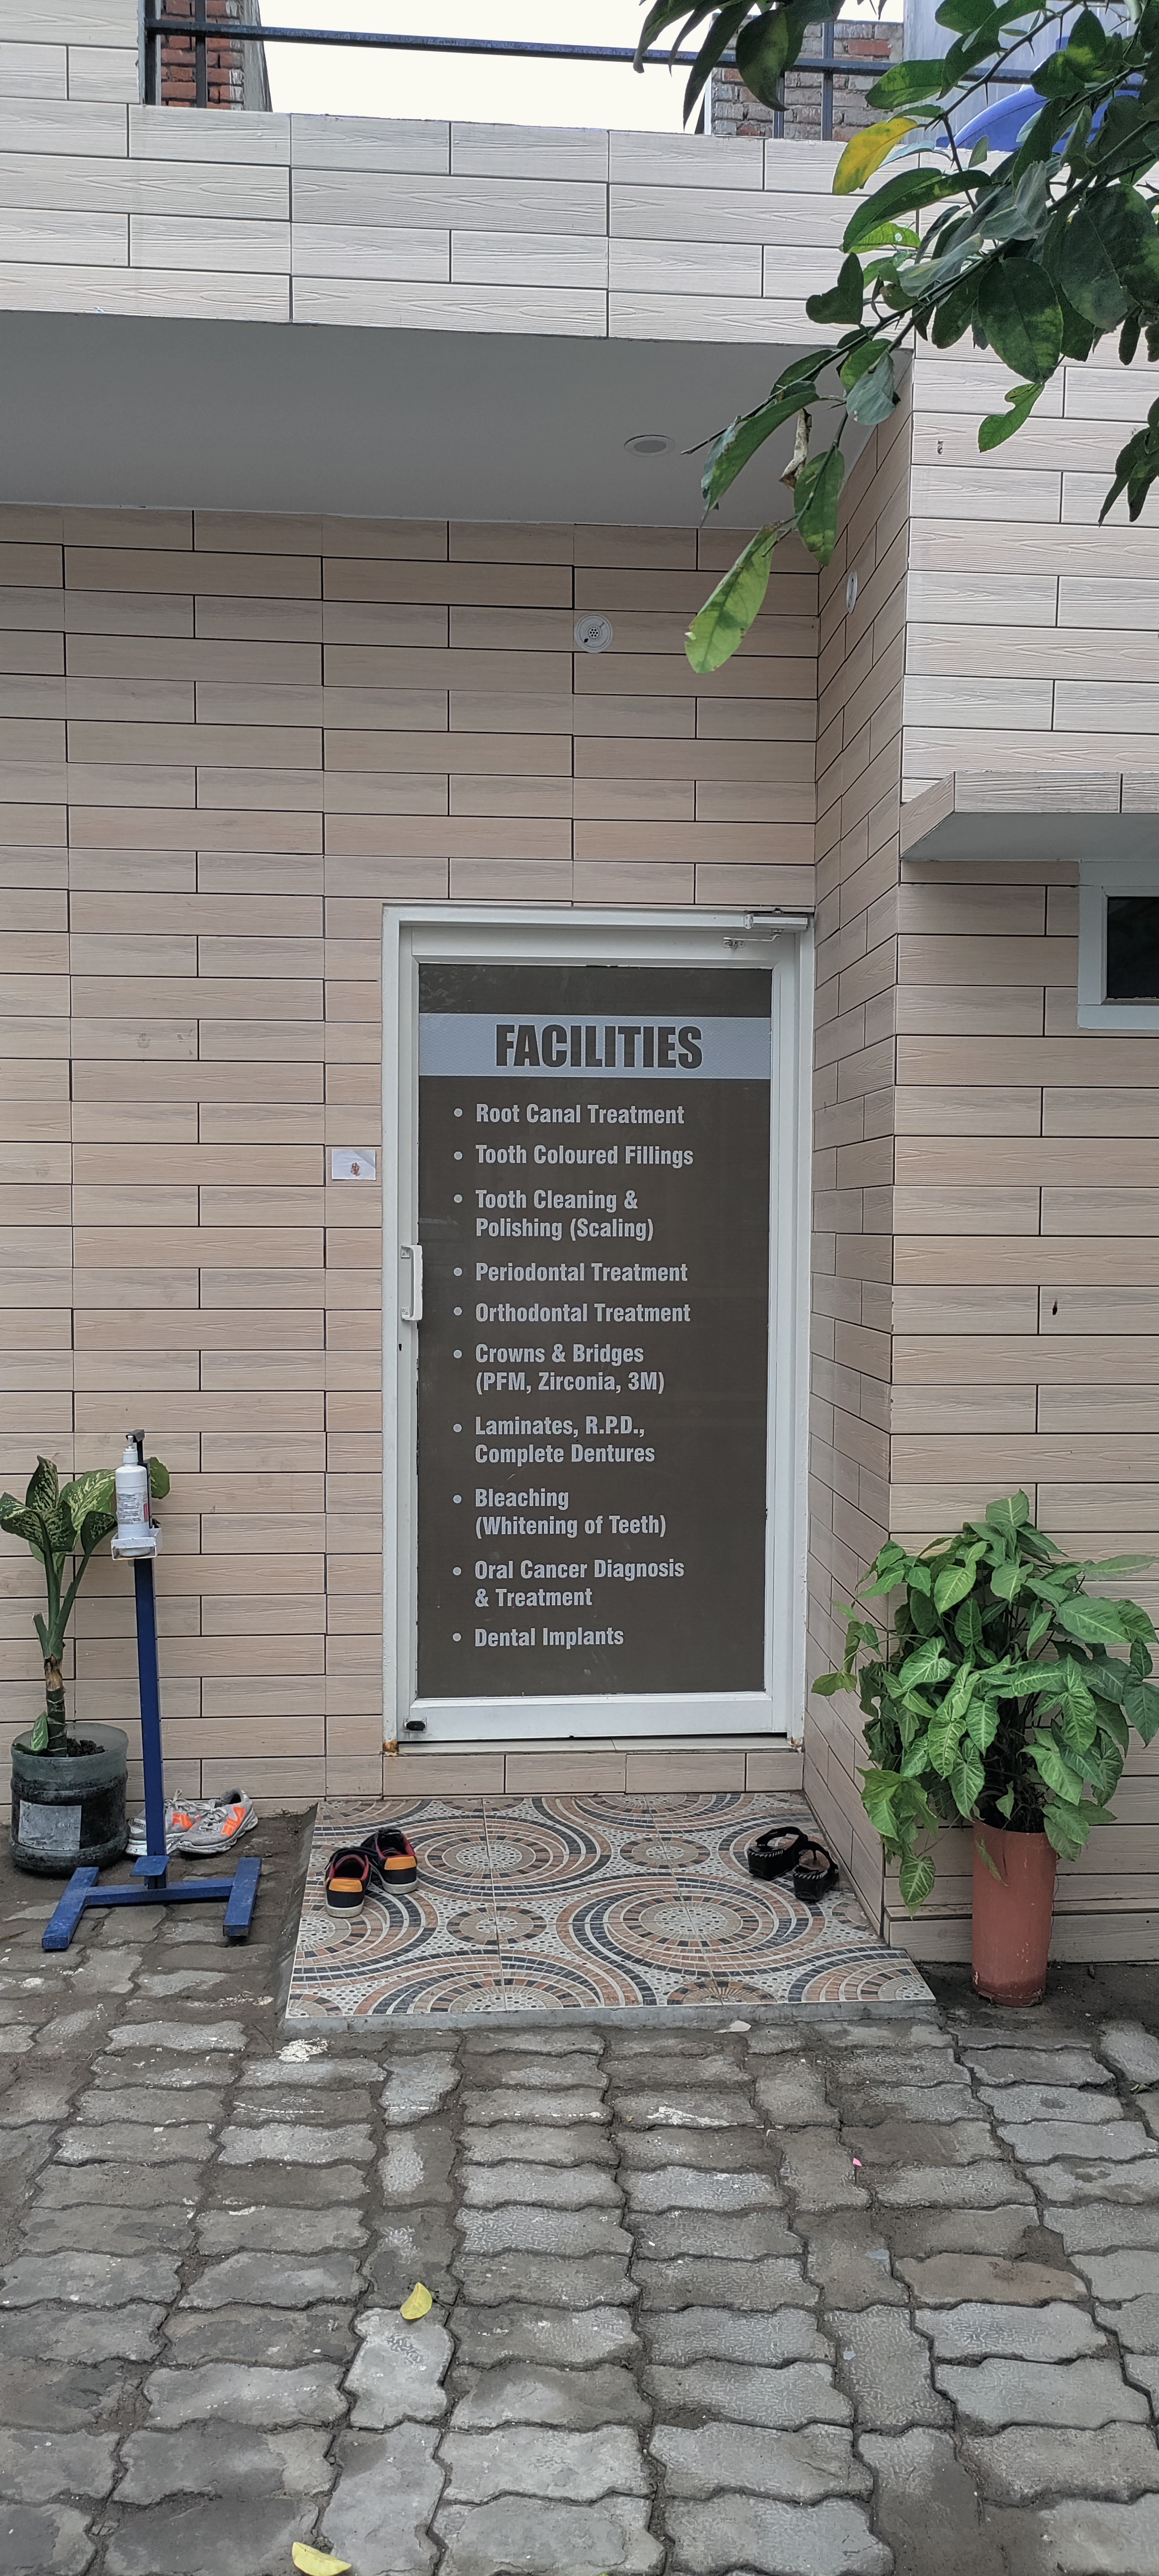 FACILITIES
• Root Canal Treatment
• Tooth Coloured Fillings
• Tooth Cleaning &
Polishing (Scaling)
• Periodontal Treatment
• Orthodontal Treatment
• Crowns & Bridges
(PFM, Zirconia, 3M)
• Laminates, R.P.D.,
Complete Dentures
• Bleaching
(Whitening of Teeth)
• Oral Cancer Diagnosis
& Treatment
• Dental Implants